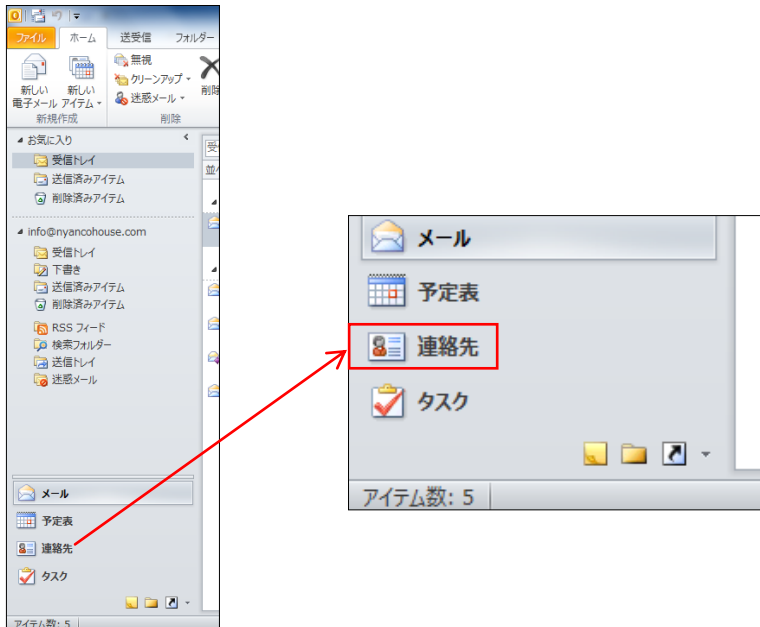 ファイル ホーム 送受信 フォルダー
無視
クリーンアップ
迷惑メール
新しい 電子メール
新しい アイテム
削除
新規作成 削除
お気に入り
受信トレイ
送信済みアイテム
削除済みアイテム
info@nyancohouse.com
受信トレイ
下書き
送信済みアイテム
削除済みアイテム
RSS フィード
検索フォルダー
送信トレイ
迷惑メール
メール
予定表
連絡先
タスク
アイテム数: 5
メール
予定表
連絡先
タスク
アイテム数: 5